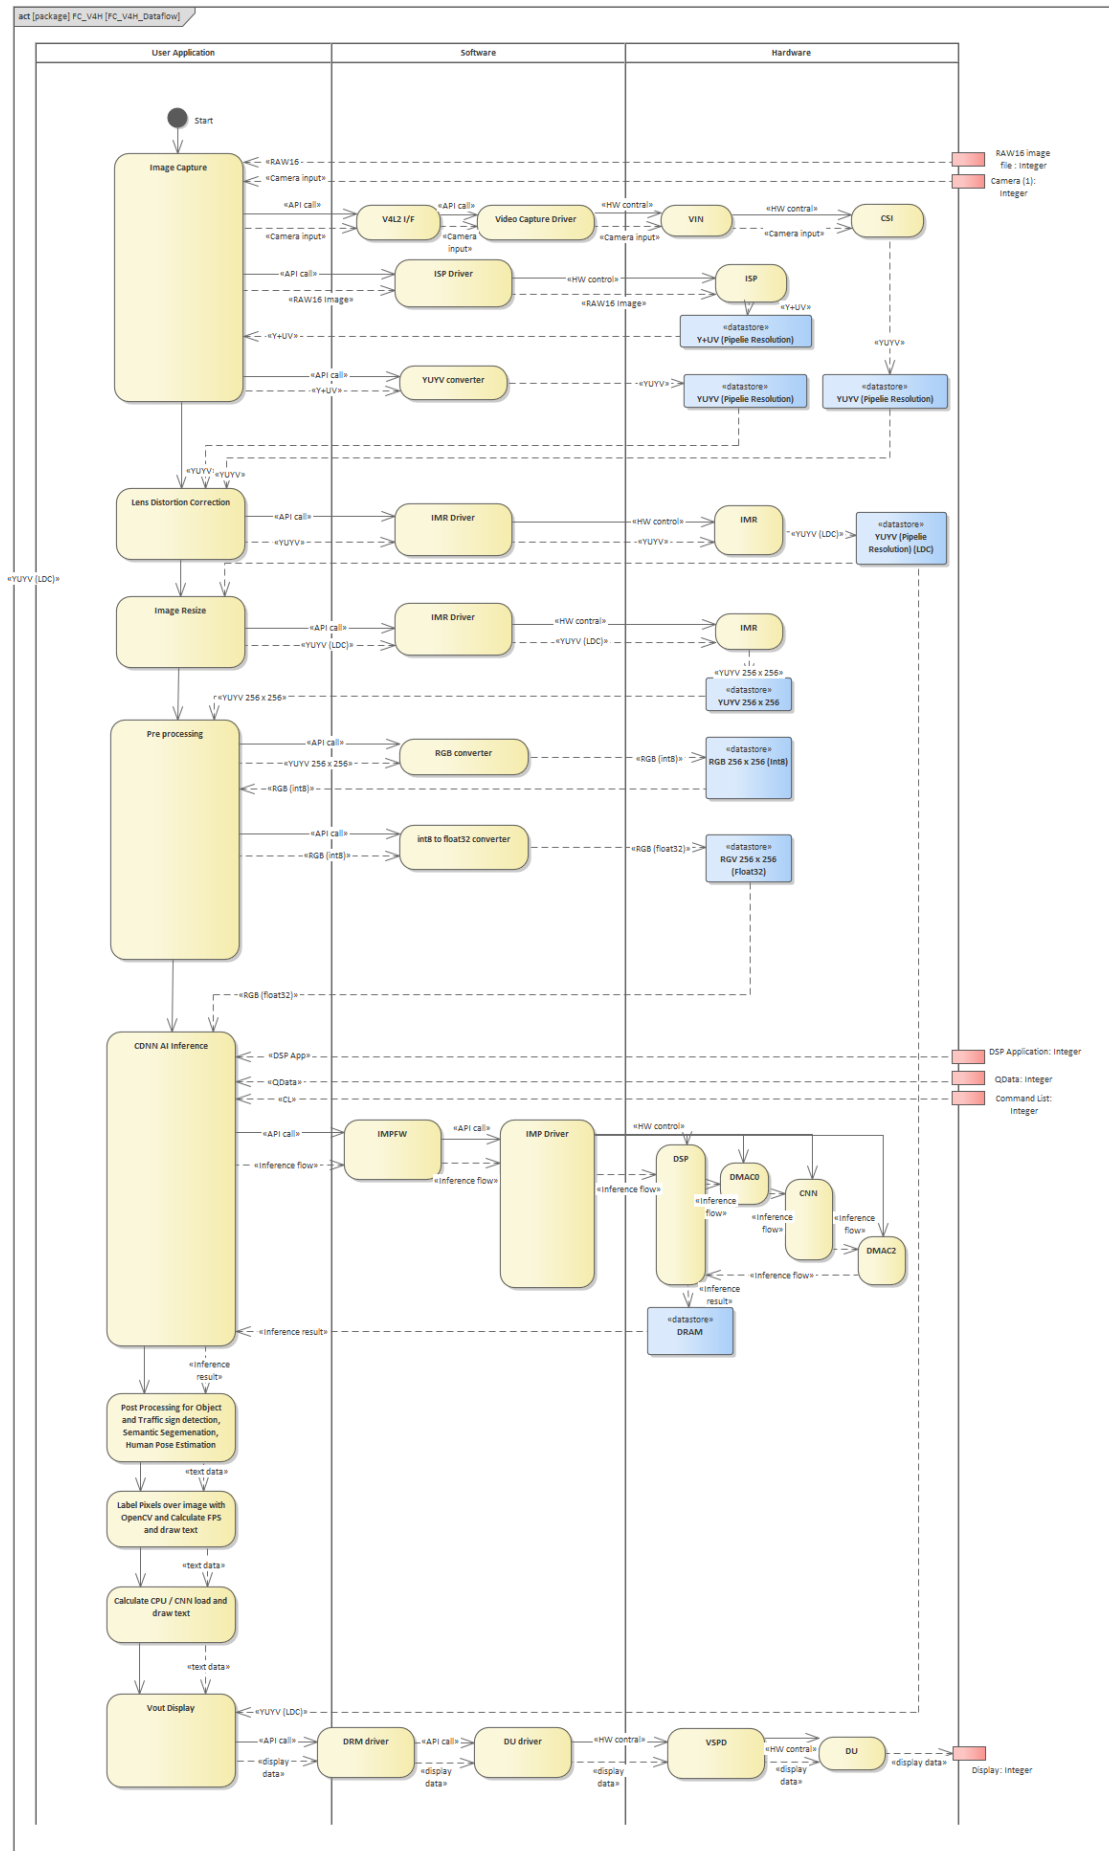 act [package] FC_V4H [FC_V4H_Dataflow]
User Application
Software
Hardware
Start
Image Capture
«RAW16
RAW16 image
file : Integer
«Camera input»
Camera (1):
Integer
«API call»
V4L2 I/F
«API call»
Video Capture Driver
«HW contral»
VIN
«HW contral»
CSI
«Camera input»
«Camera
input»
«Camera input»
«Camera input»
«API call»
ISP Driver
«HW control»
ISP
«RAW16 Image»
«RAW16 Image»
«Y+UV»
«datastore»
Y+UV (Pipelie Resolution)
«Y+UV»
«YUYV»
«API call»
YUYV converter
«Y+UV»
«YUYV»
«datastore»
YUYV (Pipelie Resolution)
«datastore»
YUYV (Pipelie Resolution)
«YUYV»
«YUYV»
Lens Distortion Correction
«API call»
IMR Driver
«HW control»
IMR
«YUYV»
«YUYV»
«YUYV (LDC)»
«datastore»
YUYV (Pipelie
Resolution) (LDC)
«YUYV (LDC)»
Image Resize
«API call»
IMR Driver
«HW contral»
IMR
«YUYV (LDC)»
«YUYV (LDC)»
«YUYV 256 x 256»
«datastore»
YUYV 256 x 256
«YUYV 256 x 256»
Pre processing
«API call»
RGB converter
«YUYV 256 x 256»
«RGB (int8)»
«datastore»
RGB 256 x 256 (Int8)
«RGB (int8)»
«API call»
int8 to float32 converter
«RGB (int8)»
«RGB (float32)»
«datastore»
RGV 256 x 256
(Float32)
«RGB (float32)»
CDNN AI Inference
«DSP App»
DSP Application: Integer
«QData»
QData: Integer
«CL»
Command List:
Integer
«API call»
IMPFW
«API call»
IMP Driver
«HW control»
DSP
DMAC0
CNN
DMAC2
«Inference flow»
«Inference flow»
«Inference flow»
«Inference
flow»
«Inference
flow»
«Inference
flow»
«Inference flow»
«Inference
result»
«datastore»
DRAM
«Inference result»
«Inference
result»
Post Processing for Object
and Traffic sign detection,
Semantic Segemenation,
Human Pose Estimation
«text data»
Label Pixels over image with
OpenCV and Calculate FPS
and draw text
«text data»
Calculate CPU / CNN load and
draw text
«text data»
Vout Display
«YUYV (LDC)»
«API call»
DRM driver
«API call»
DU driver
«HW contral»
VSPD
«HW contral»
DU
«display
data»
«display
data»
«display
data»
«display
data»
«display data»
Display: Integer